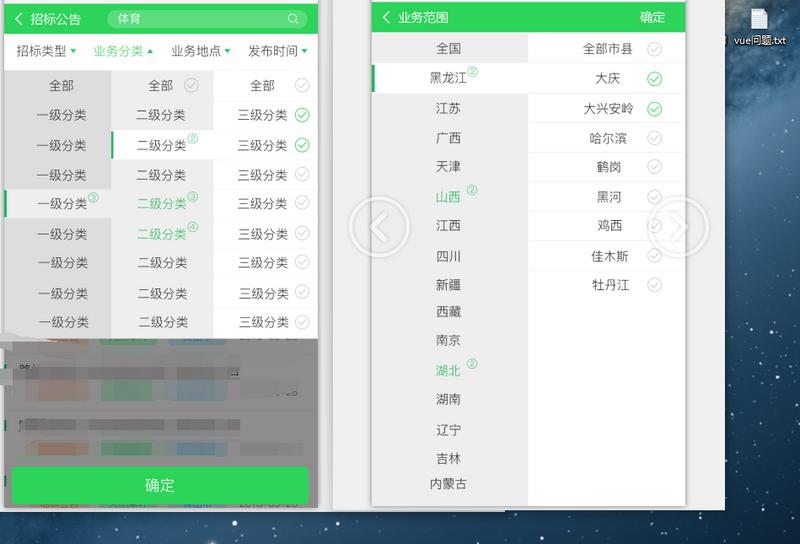 招标公告
体育
招标类型 业务分类 业务地点 发布时间
全部 全部 全部
一级分类 二级分类 三级分类
一级分类 二级分类② 三级分类
一级分类 二级分类 三级分类
一级分类③ 二级分类③ 三级分类
一级分类 二级分类④ 三级分类
一级分类 二级分类 三级分类
一级分类 二级分类 三级分类
一级分类 二级分类 三级分类
确定
业务范围 确定
全国 全部市县
黑龙江② 大庆
江苏 大兴安岭
广西 哈尔滨
天津 鹤岗
山西② 黑河
江西 鸡西
四川 佳木斯
新疆 牡丹江
西藏
南京
湖北②
湖南
辽宁
吉林
内蒙古
vue问题.txt